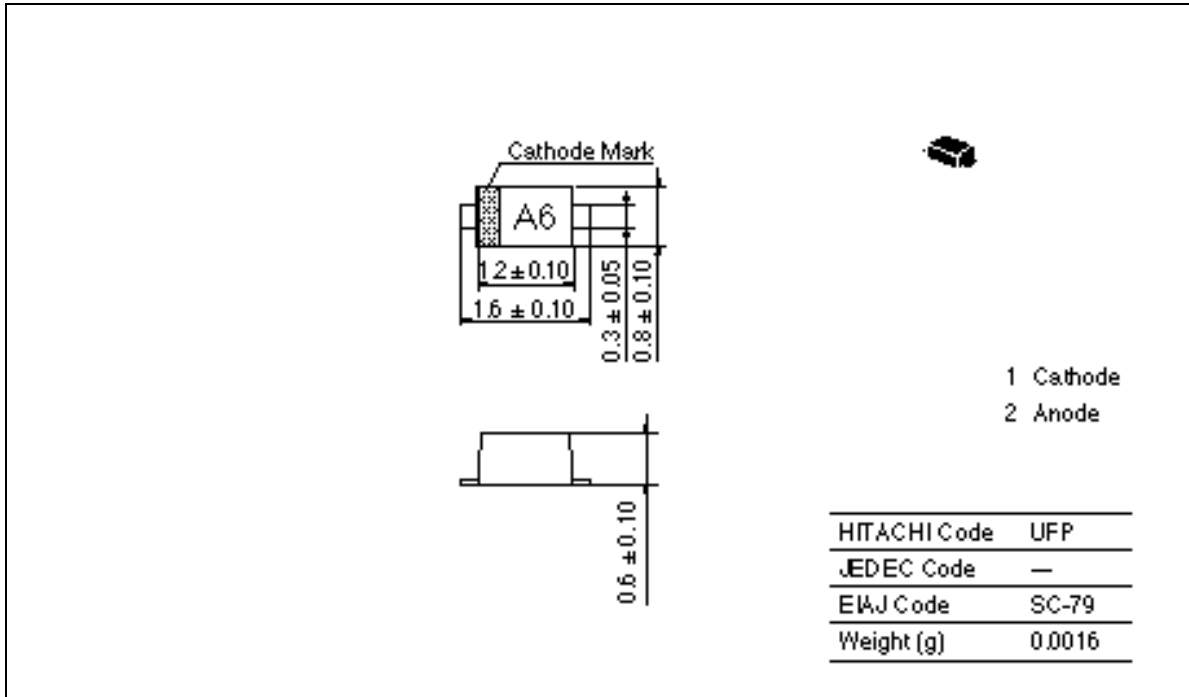 Cathode Mark
A6
1.2 ± 0.10
1.6 ± 0.10
0.3 ± 0.05
0.8 ± 0.10
1 Cathode
2 Anode
0.6 ± 0.10
HITACHI Code UFP
JEDEC Code —
EIAJ Code SC-79
Weight (g) 0.0016